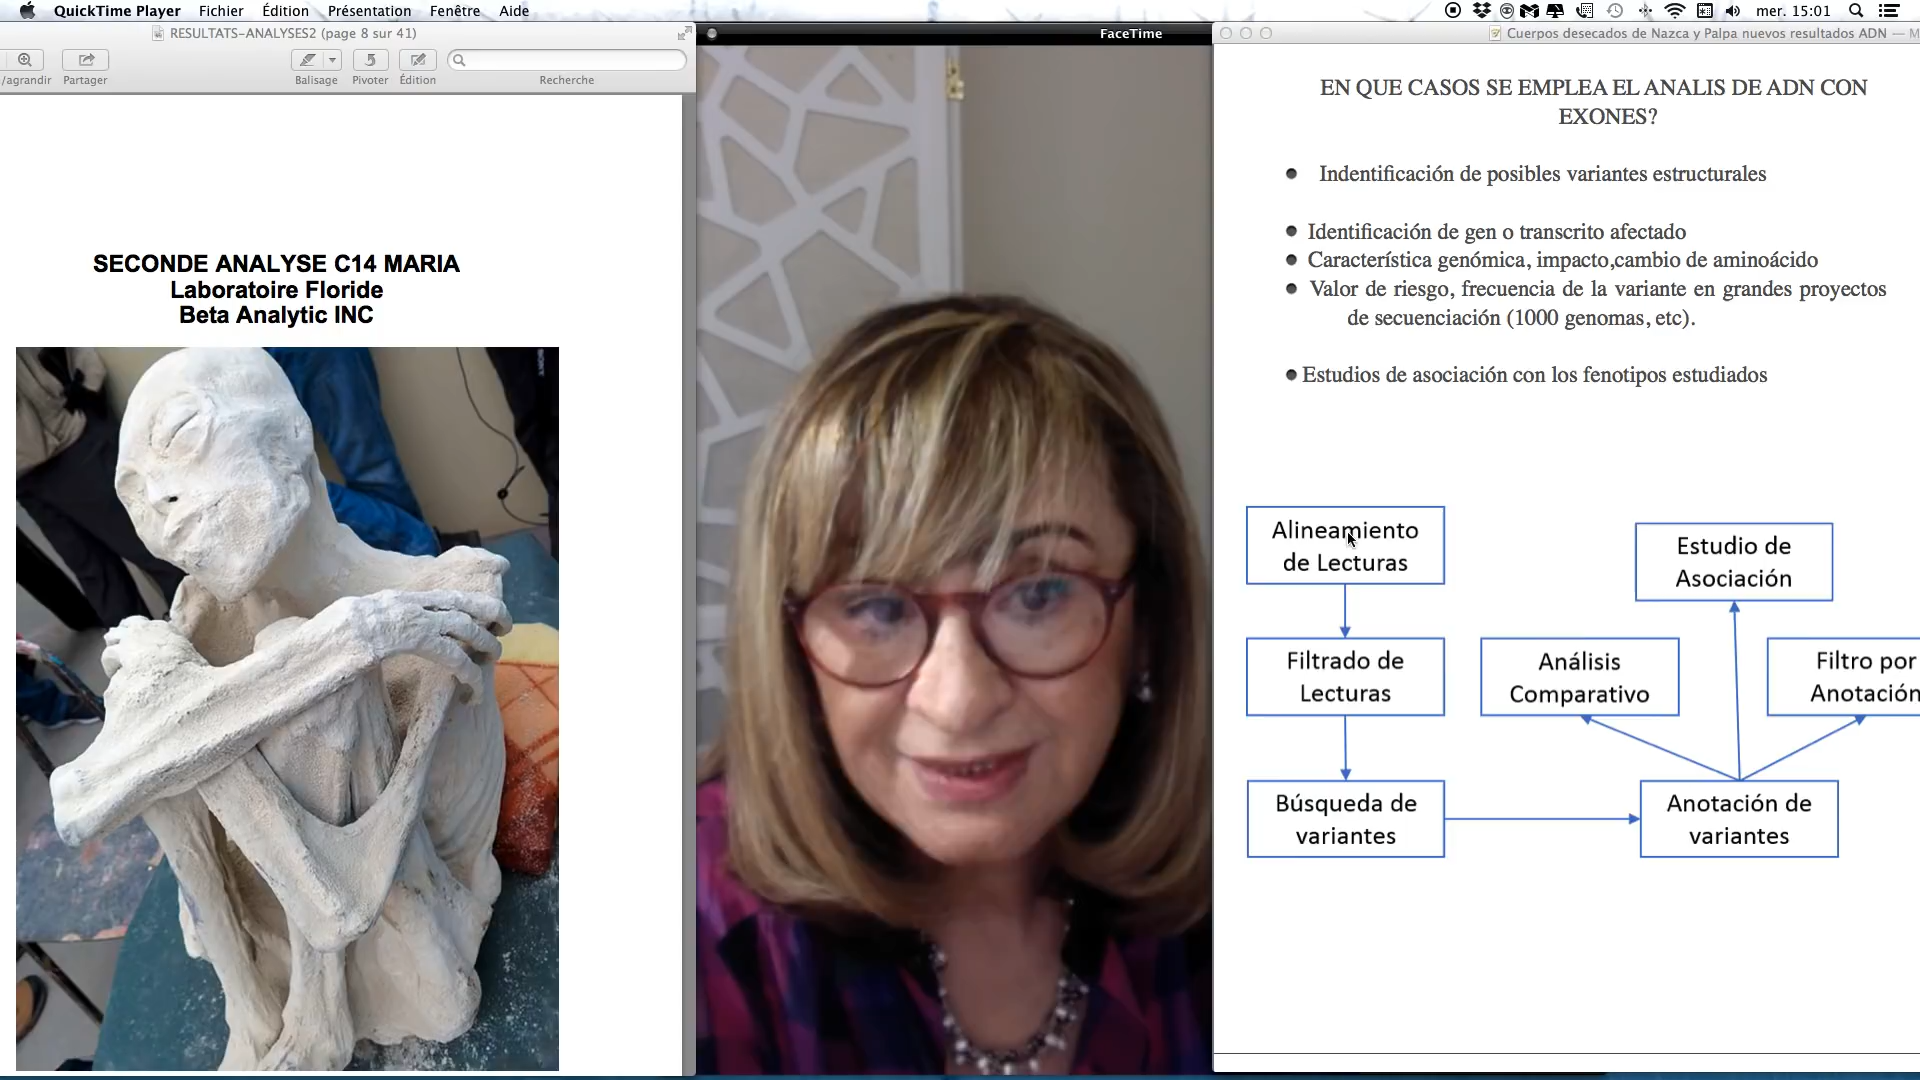 QuickTime Player Fichier Édition Présentation Fenêtre Aide
mer. 15:01
RESULTATS-ANALYSES2 (page 8 sur 41)
/agrandir Partager Balisage Pivoter Édition Recherche
SECONDE ANALYSE C14 MARIA
Laboratoire Floride
Beta Analytic INC
FaceTime
Cuerpos desecados de Nazca y Palpa nuevos resultados ADN — M
EN QUE CASOS SE EMPLEA EL ANALIS DE ADN CON
EXONES?
Indentificación de posibles variantes estructurales
Identificación de gen o transcrito afectado
Característica genómica, impacto,cambio de aminoácido
Valor de riesgo, frecuencia de la variante en grandes proyectos
de secuenciación (1000 genomas, etc).
Estudios de asociación con los fenotipos estudiados
Alineamiento
de Lecturas
Estudio de
Asociación
Filtrado de
Lecturas
Análisis
Comparativo
Filtro por
Anotación
Búsqueda de
variantes
Anotación de
variantes